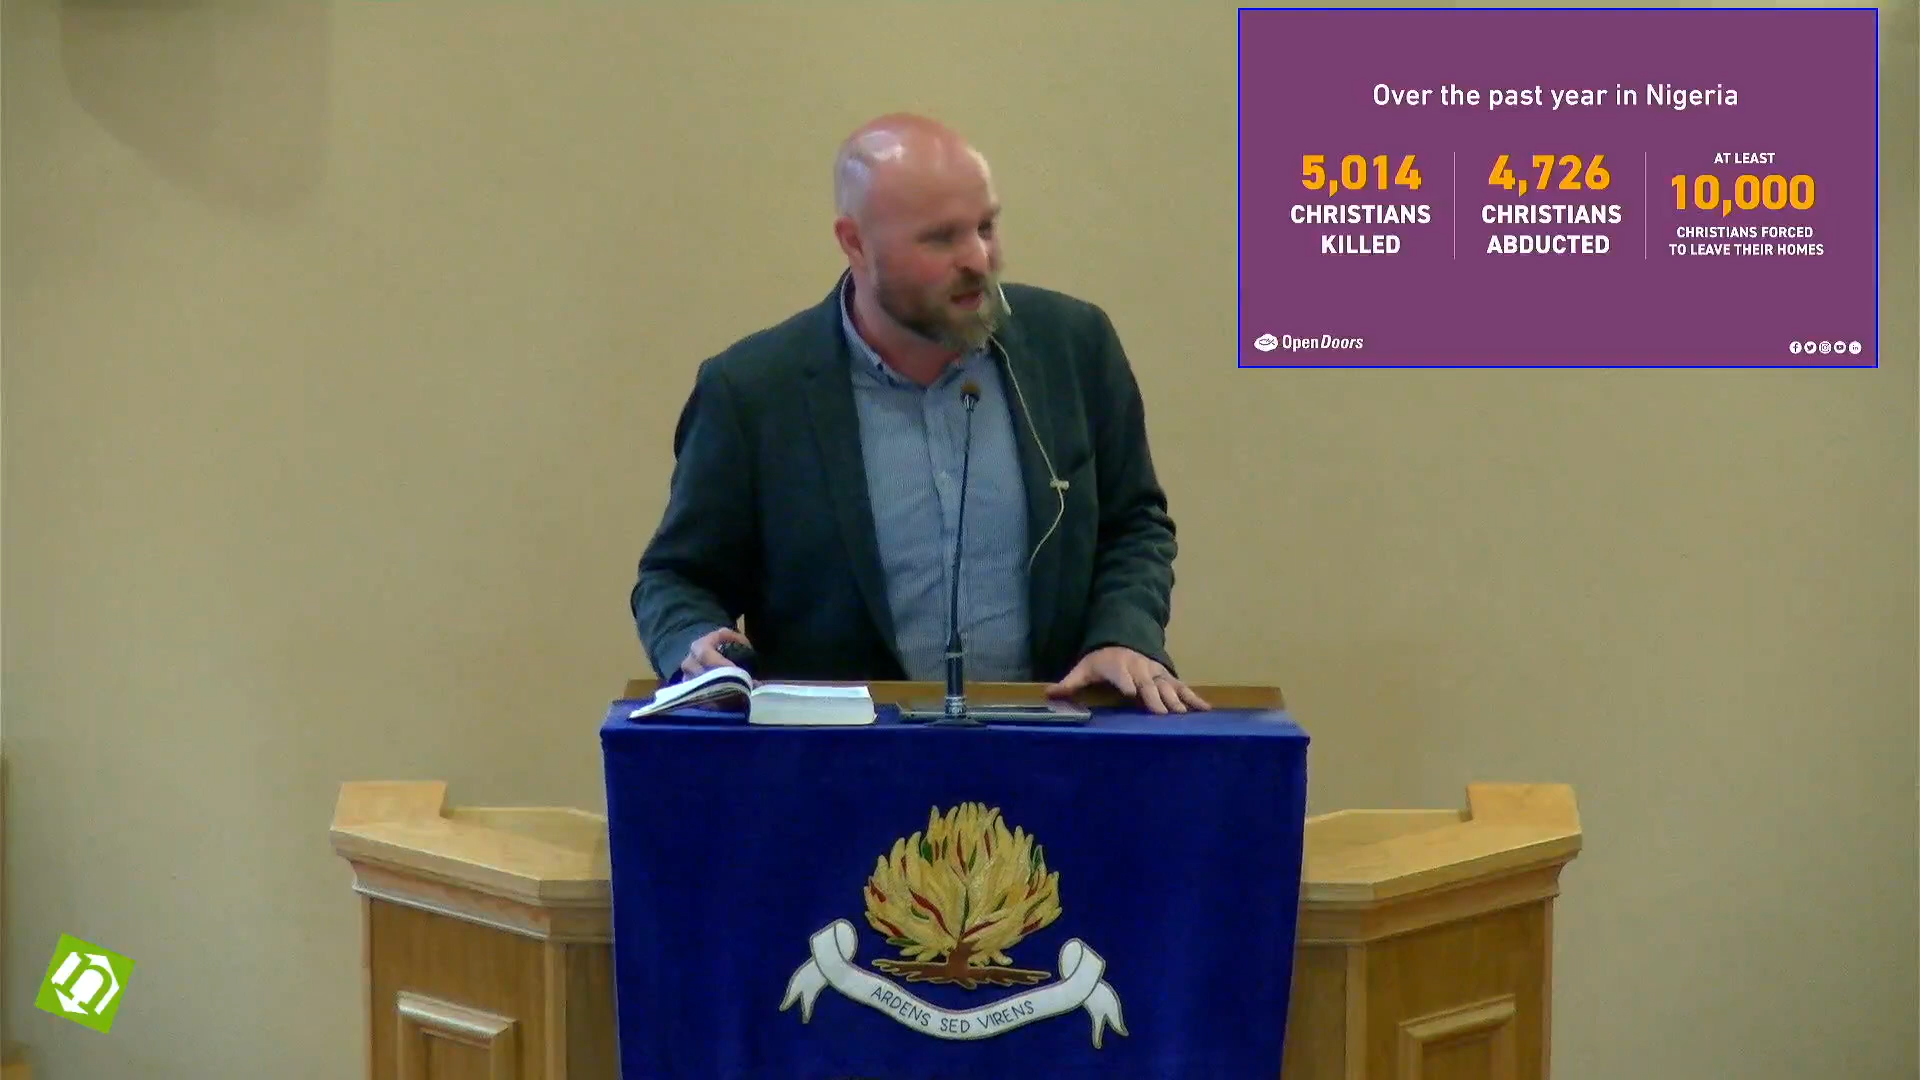 Over the past year in Nigeria
5,014
CHRISTIANS
KILLED
4,726
CHRISTIANS
ABDUCTED
AT LEAST
10,000
CHRISTIANS FORCED
TO LEAVE THEIR HOMES
OpenDoors
ARDENS SED VIRENS